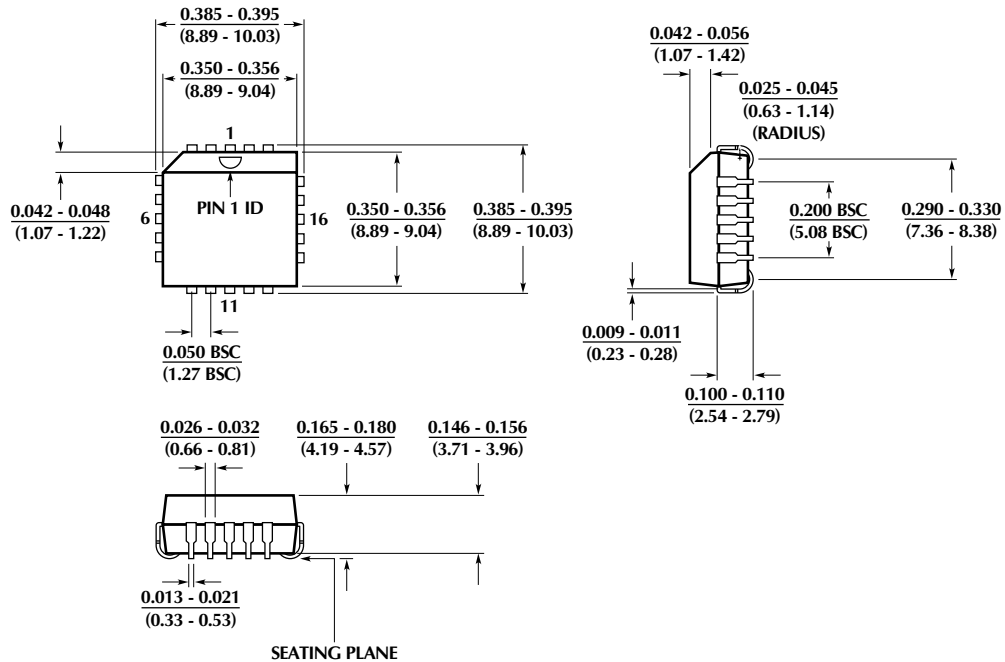 0.385 - 0.395
(8.89 - 10.03)
0.350 - 0.356
(8.89 - 9.04)
1
0.042 - 0.048
(1.07 - 1.22)
6
PIN 1 ID
16
0.350 - 0.356
(8.89 - 9.04)
0.385 - 0.395
(8.89 - 10.03)
11
0.050 BSC
(1.27 BSC)
0.042 - 0.056
(1.07 - 1.42)
0.025 - 0.045
(0.63 - 1.14)
(RADIUS)
0.200 BSC
(5.08 BSC)
0.290 - 0.330
(7.36 - 8.38)
0.009 - 0.011
(0.23 - 0.28)
0.100 - 0.110
(2.54 - 2.79)
0.026 - 0.032
(0.66 - 0.81)
0.165 - 0.180
(4.19 - 4.57)
0.146 - 0.156
(3.71 - 3.96)
0.013 - 0.021
(0.33 - 0.53)
SEATING PLANE